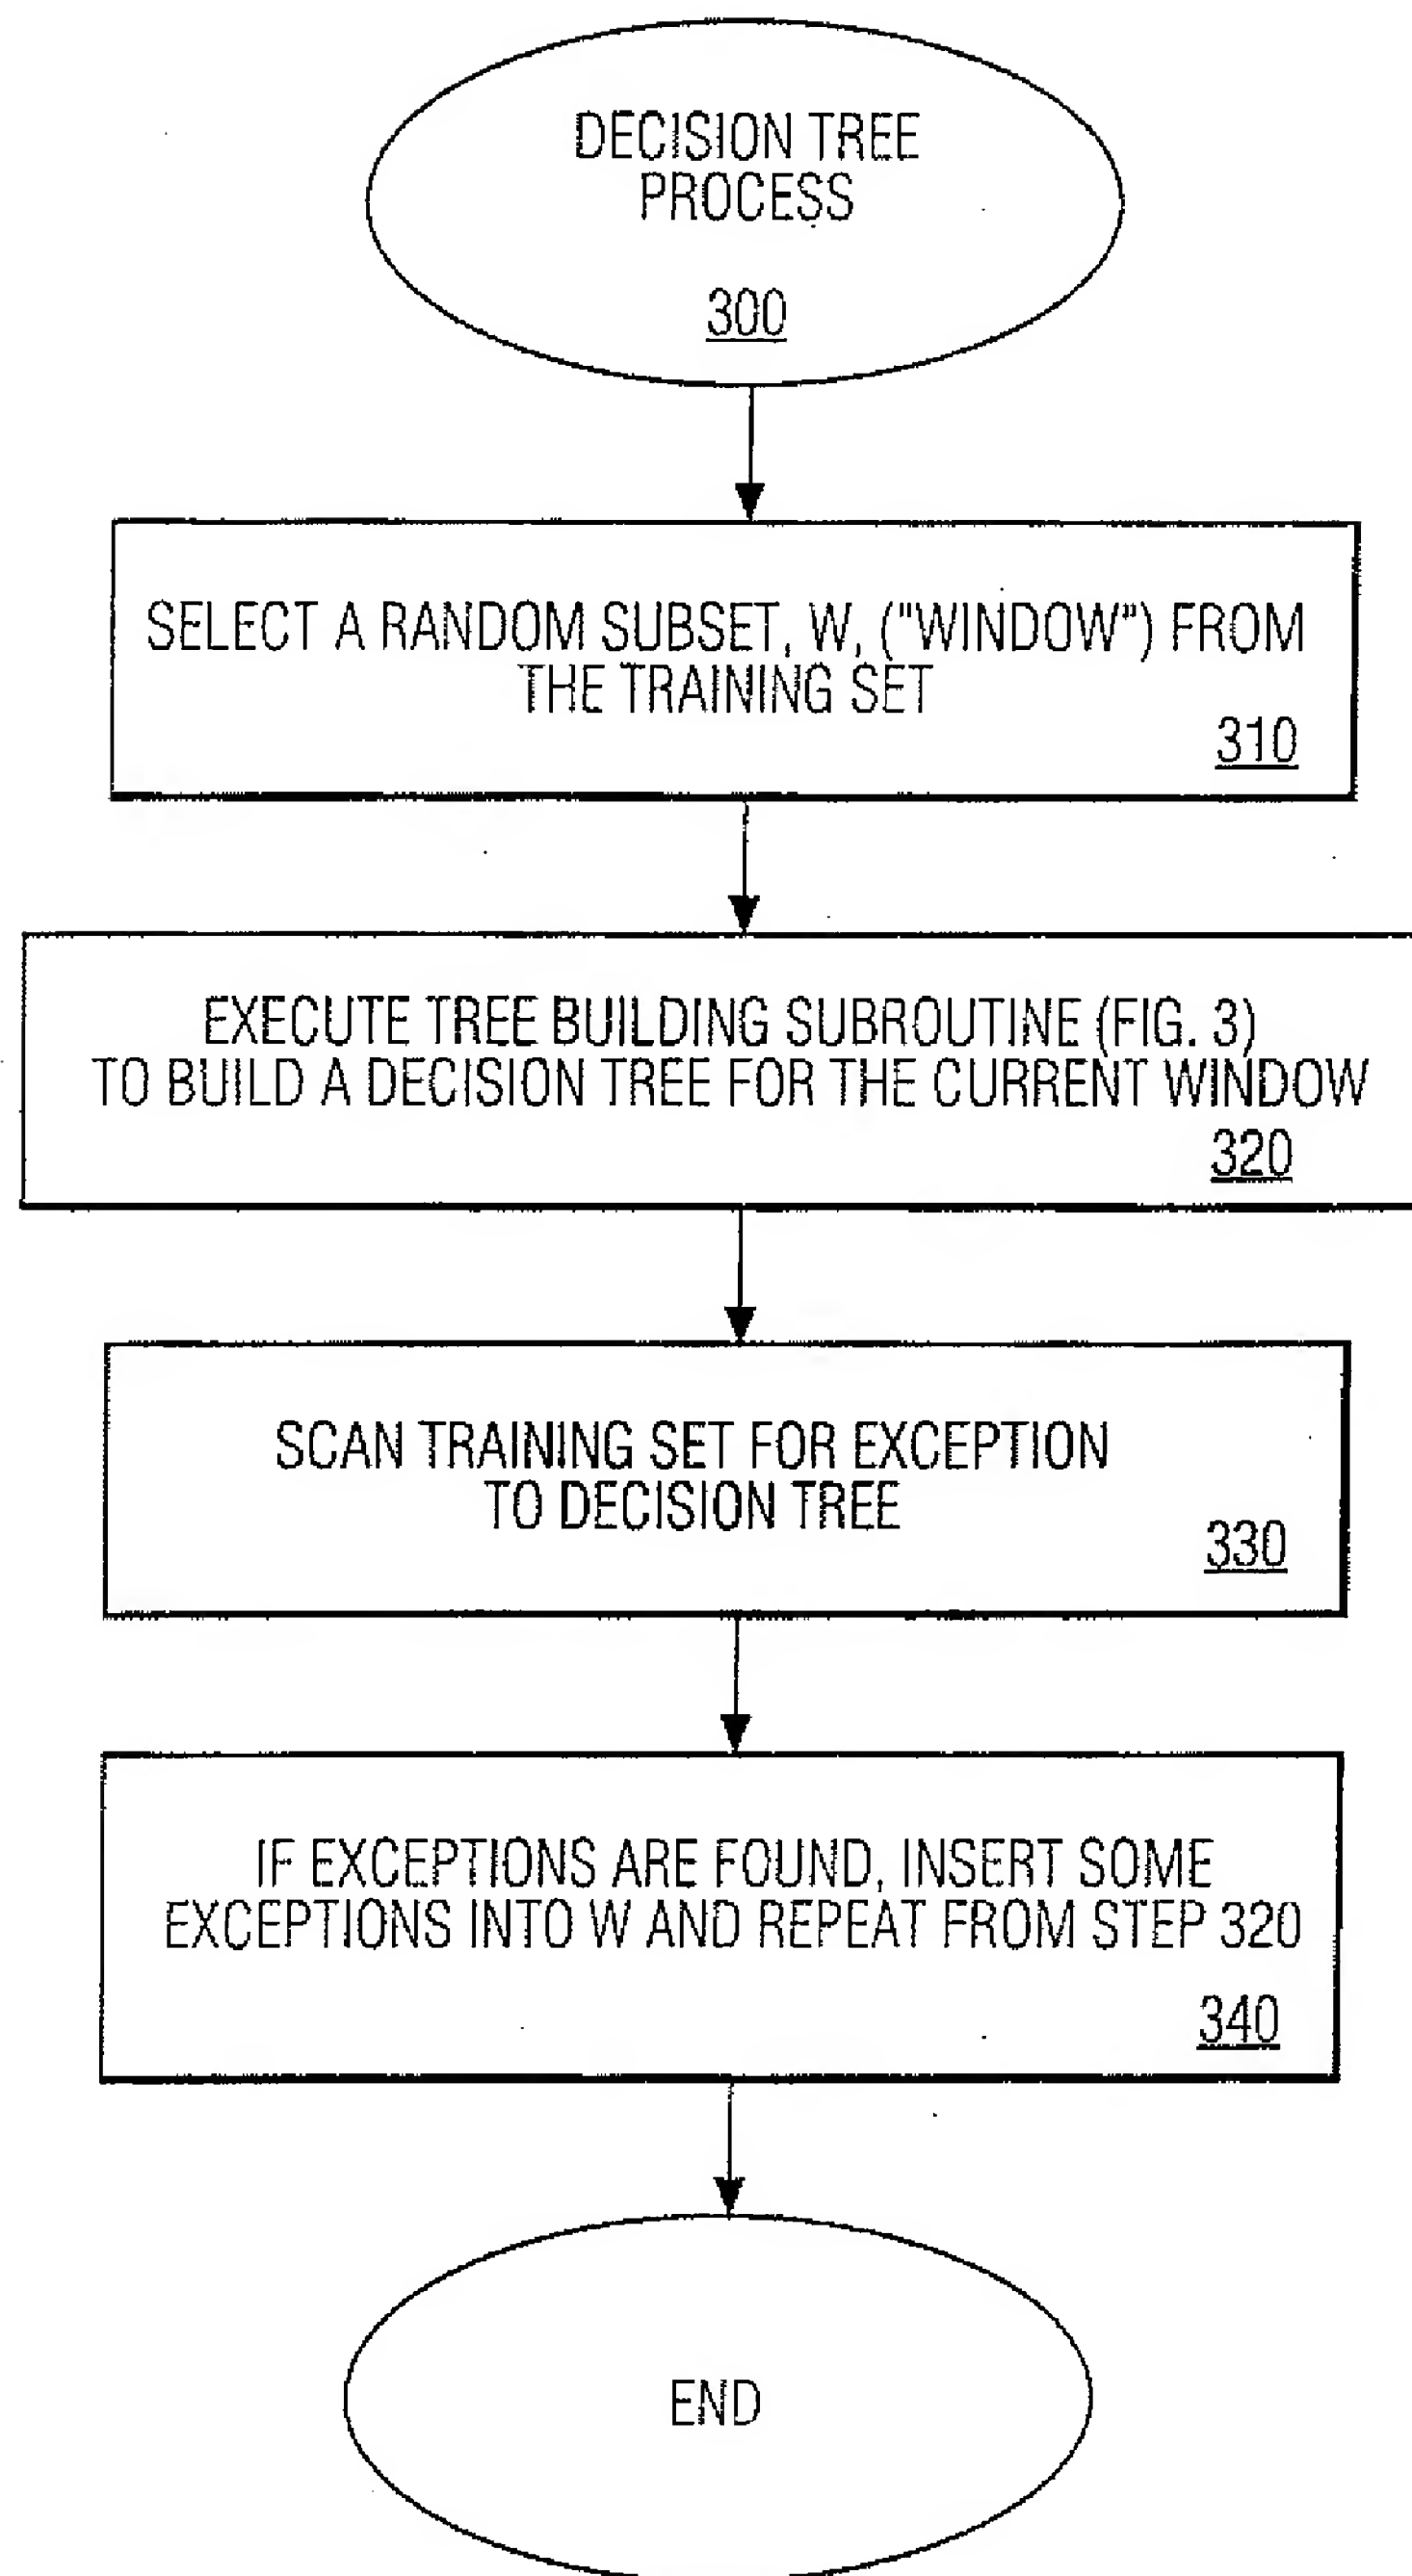 DECISION TREE
PROCESS
300
SELECT A RANDOM SUBSET, W, ("WINDOW") FROM
THE TRAINING SET
310
EXECUTE TREE BUILDING SUBROUTINE (FIG. 3)
TO BUILD A DECISION TREE FOR THE CURRENT WINDOW
320
SCAN TRAINING SET FOR EXCEPTION
TO DECISION TREE
330
IF EXCEPTIONS ARE FOUND, INSERT SOME
EXCEPTIONS INTO W AND REPEAT FROM STEP 320
340
END